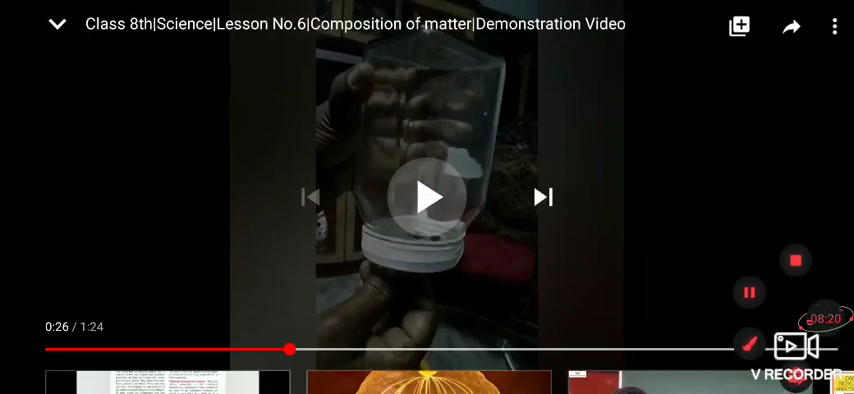 Class 8th|Science|Lesson No.6|Composition of matter|Demonstration Video
0:26 / 1:24
08:20
V RECORDER